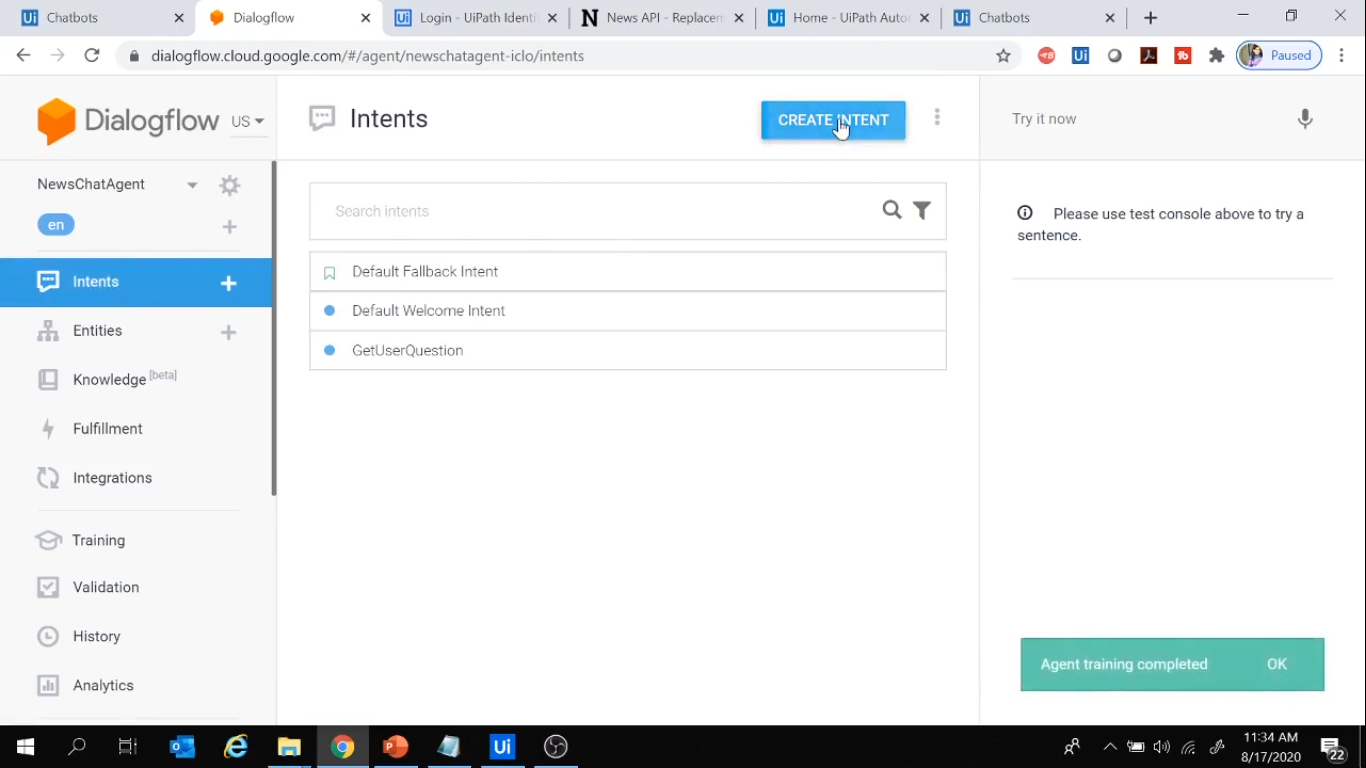 Chatbots
Dialogflow
Login - UiPath Identi
News API - Replacem
Home - UiPath Auto
Chatbots
dialogflow.cloud.google.com/#/agent/newschatagent-iclo/intents
Paused
Dialogflow
US
Intents
CREATE INTENT
Try it now
NewsChatAgent
en
Search intents
Please use test console above to try a
sentence.
Intents
Default Fallback Intent
Default Welcome Intent
GetUserQuestion
Entities
Knowledge [beta]
Fulfillment
Integrations
Training
Validation
History
Analytics
Agent training completed
OK
11:34 AM
8/17/2020
22